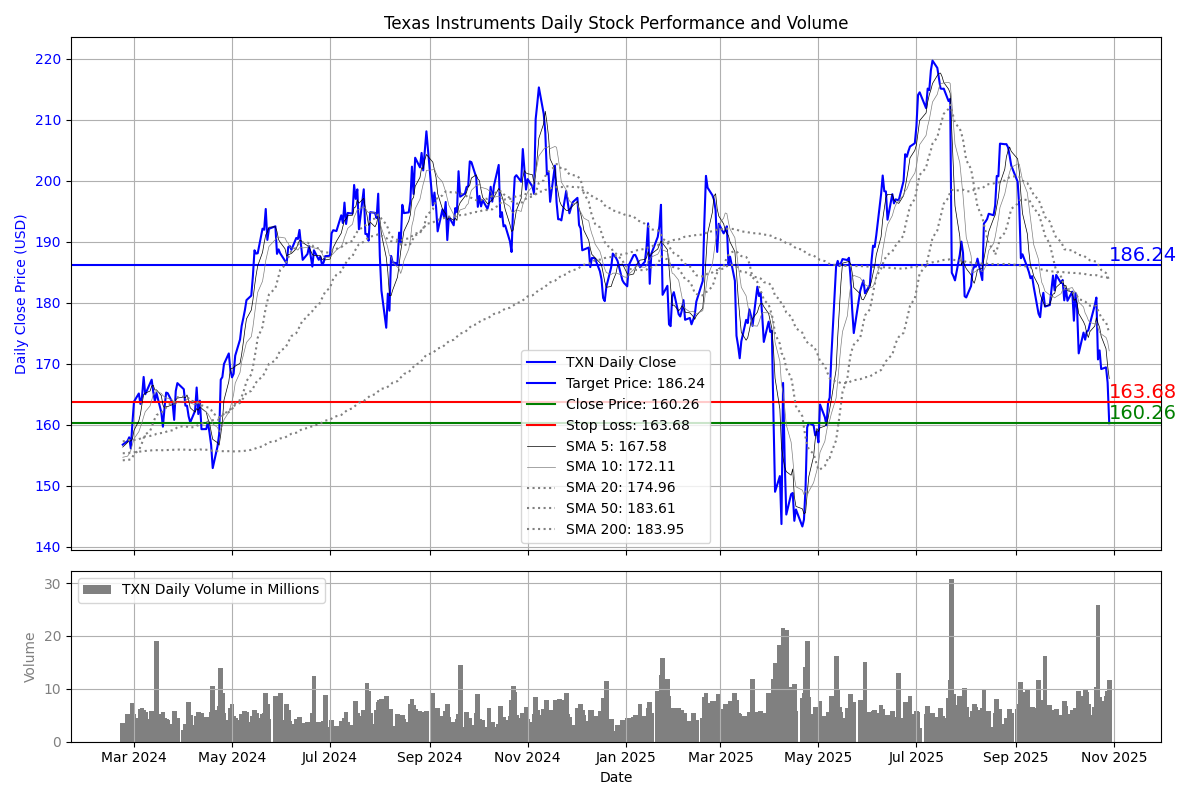 Texas Instruments Daily Stock Performance and Volume
Daily Close Price (USD)
220
210
200
190
180
170
160
150
140
186.24
163.68
160.26
TXN Daily Close
Target Price: 186.24
Close Price: 160.26
Stop Loss: 163.68
SMA 5: 167.58
SMA 10: 172.11
SMA 20: 174.96
SMA 50: 183.61
SMA 200: 183.95
TXN Daily Volume in Millions
Volume
30
20
10
0
Mar 2024 May 2024 Jul 2024 Sep 2024 Nov 2024 Jan 2025 Mar 2025 May 2025 Jul 2025 Sep 2025 Nov 2025
Date